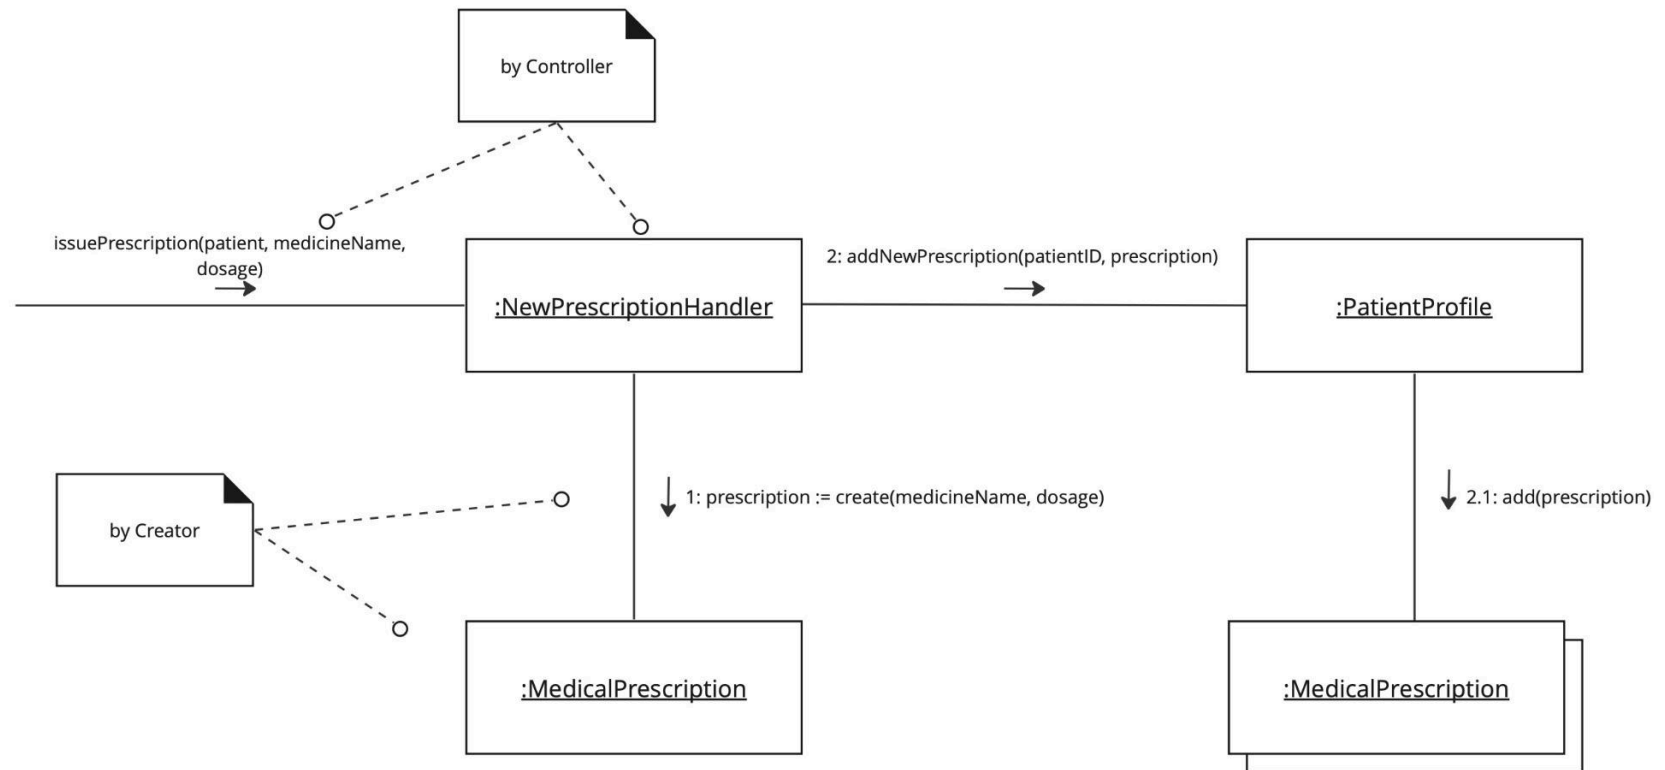 by Controller
issuePrescription(patient, medicineName,
dosage)
2: addNewPrescription(patientID, prescription)
:NewPrescriptionHandler
:PatientProfile
by Creator
1: prescription := create(medicineName, dosage)
2.1: add(prescription)
:MedicalPrescription
:MedicalPrescription